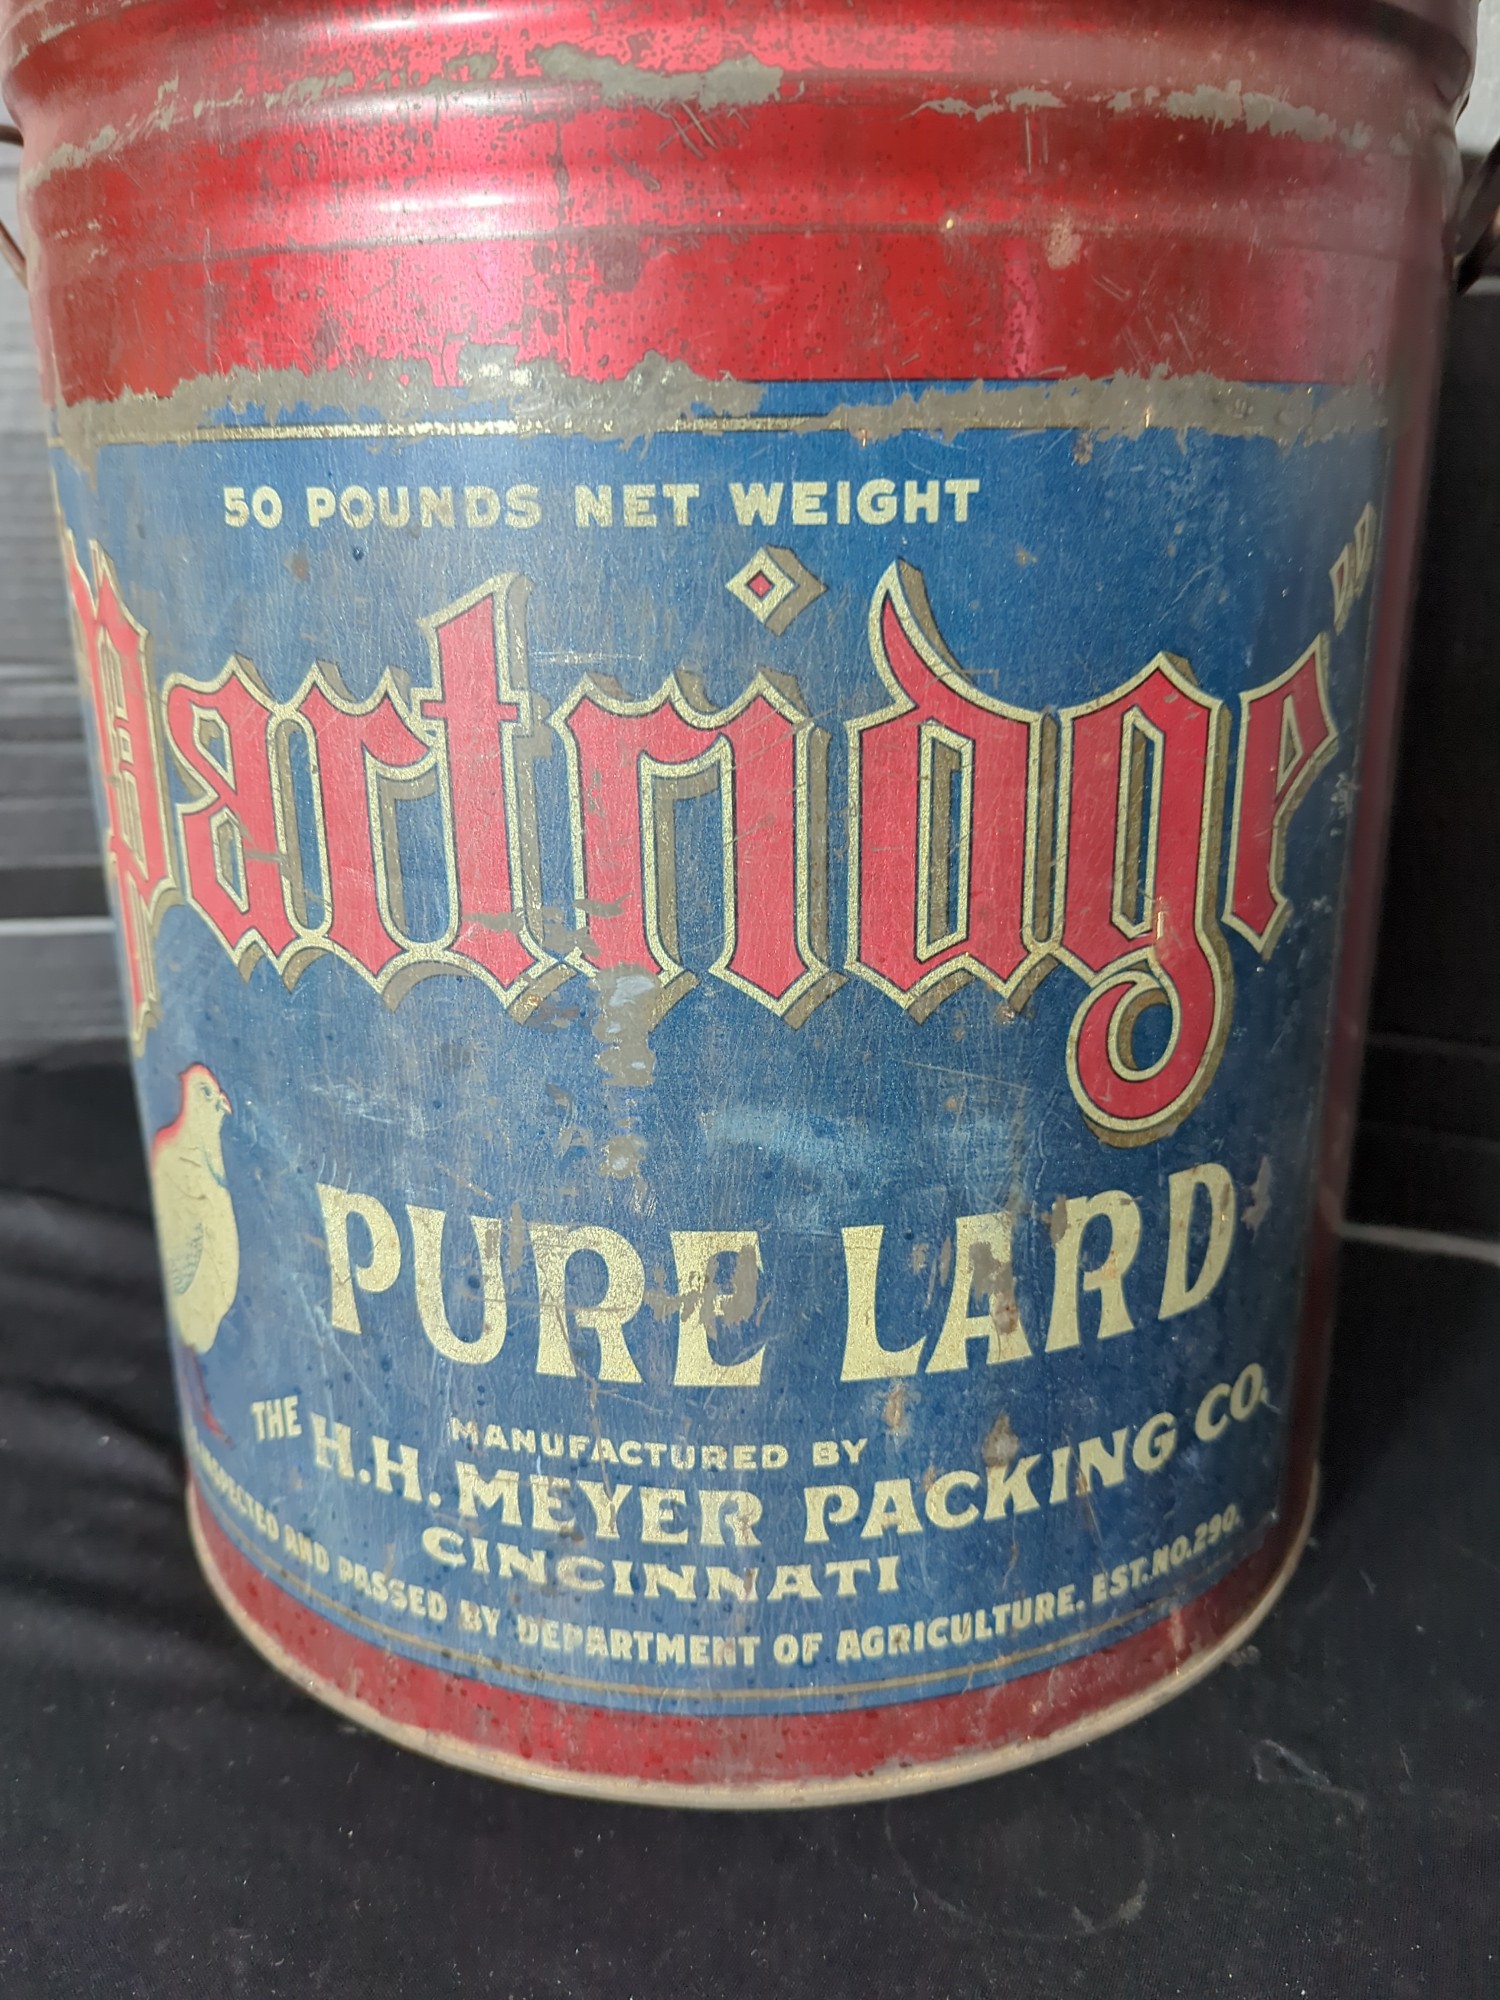 50 POUNDS NET WEIGHT
Partridge"
PURE LARD
MANUFACTURED BY
THE H.H. MEYER PACKING CO.
CINCINNATI
INSPECTED AND PASSED BY DEPARTMENT OF AGRICULTURE. EST. NO. 290.